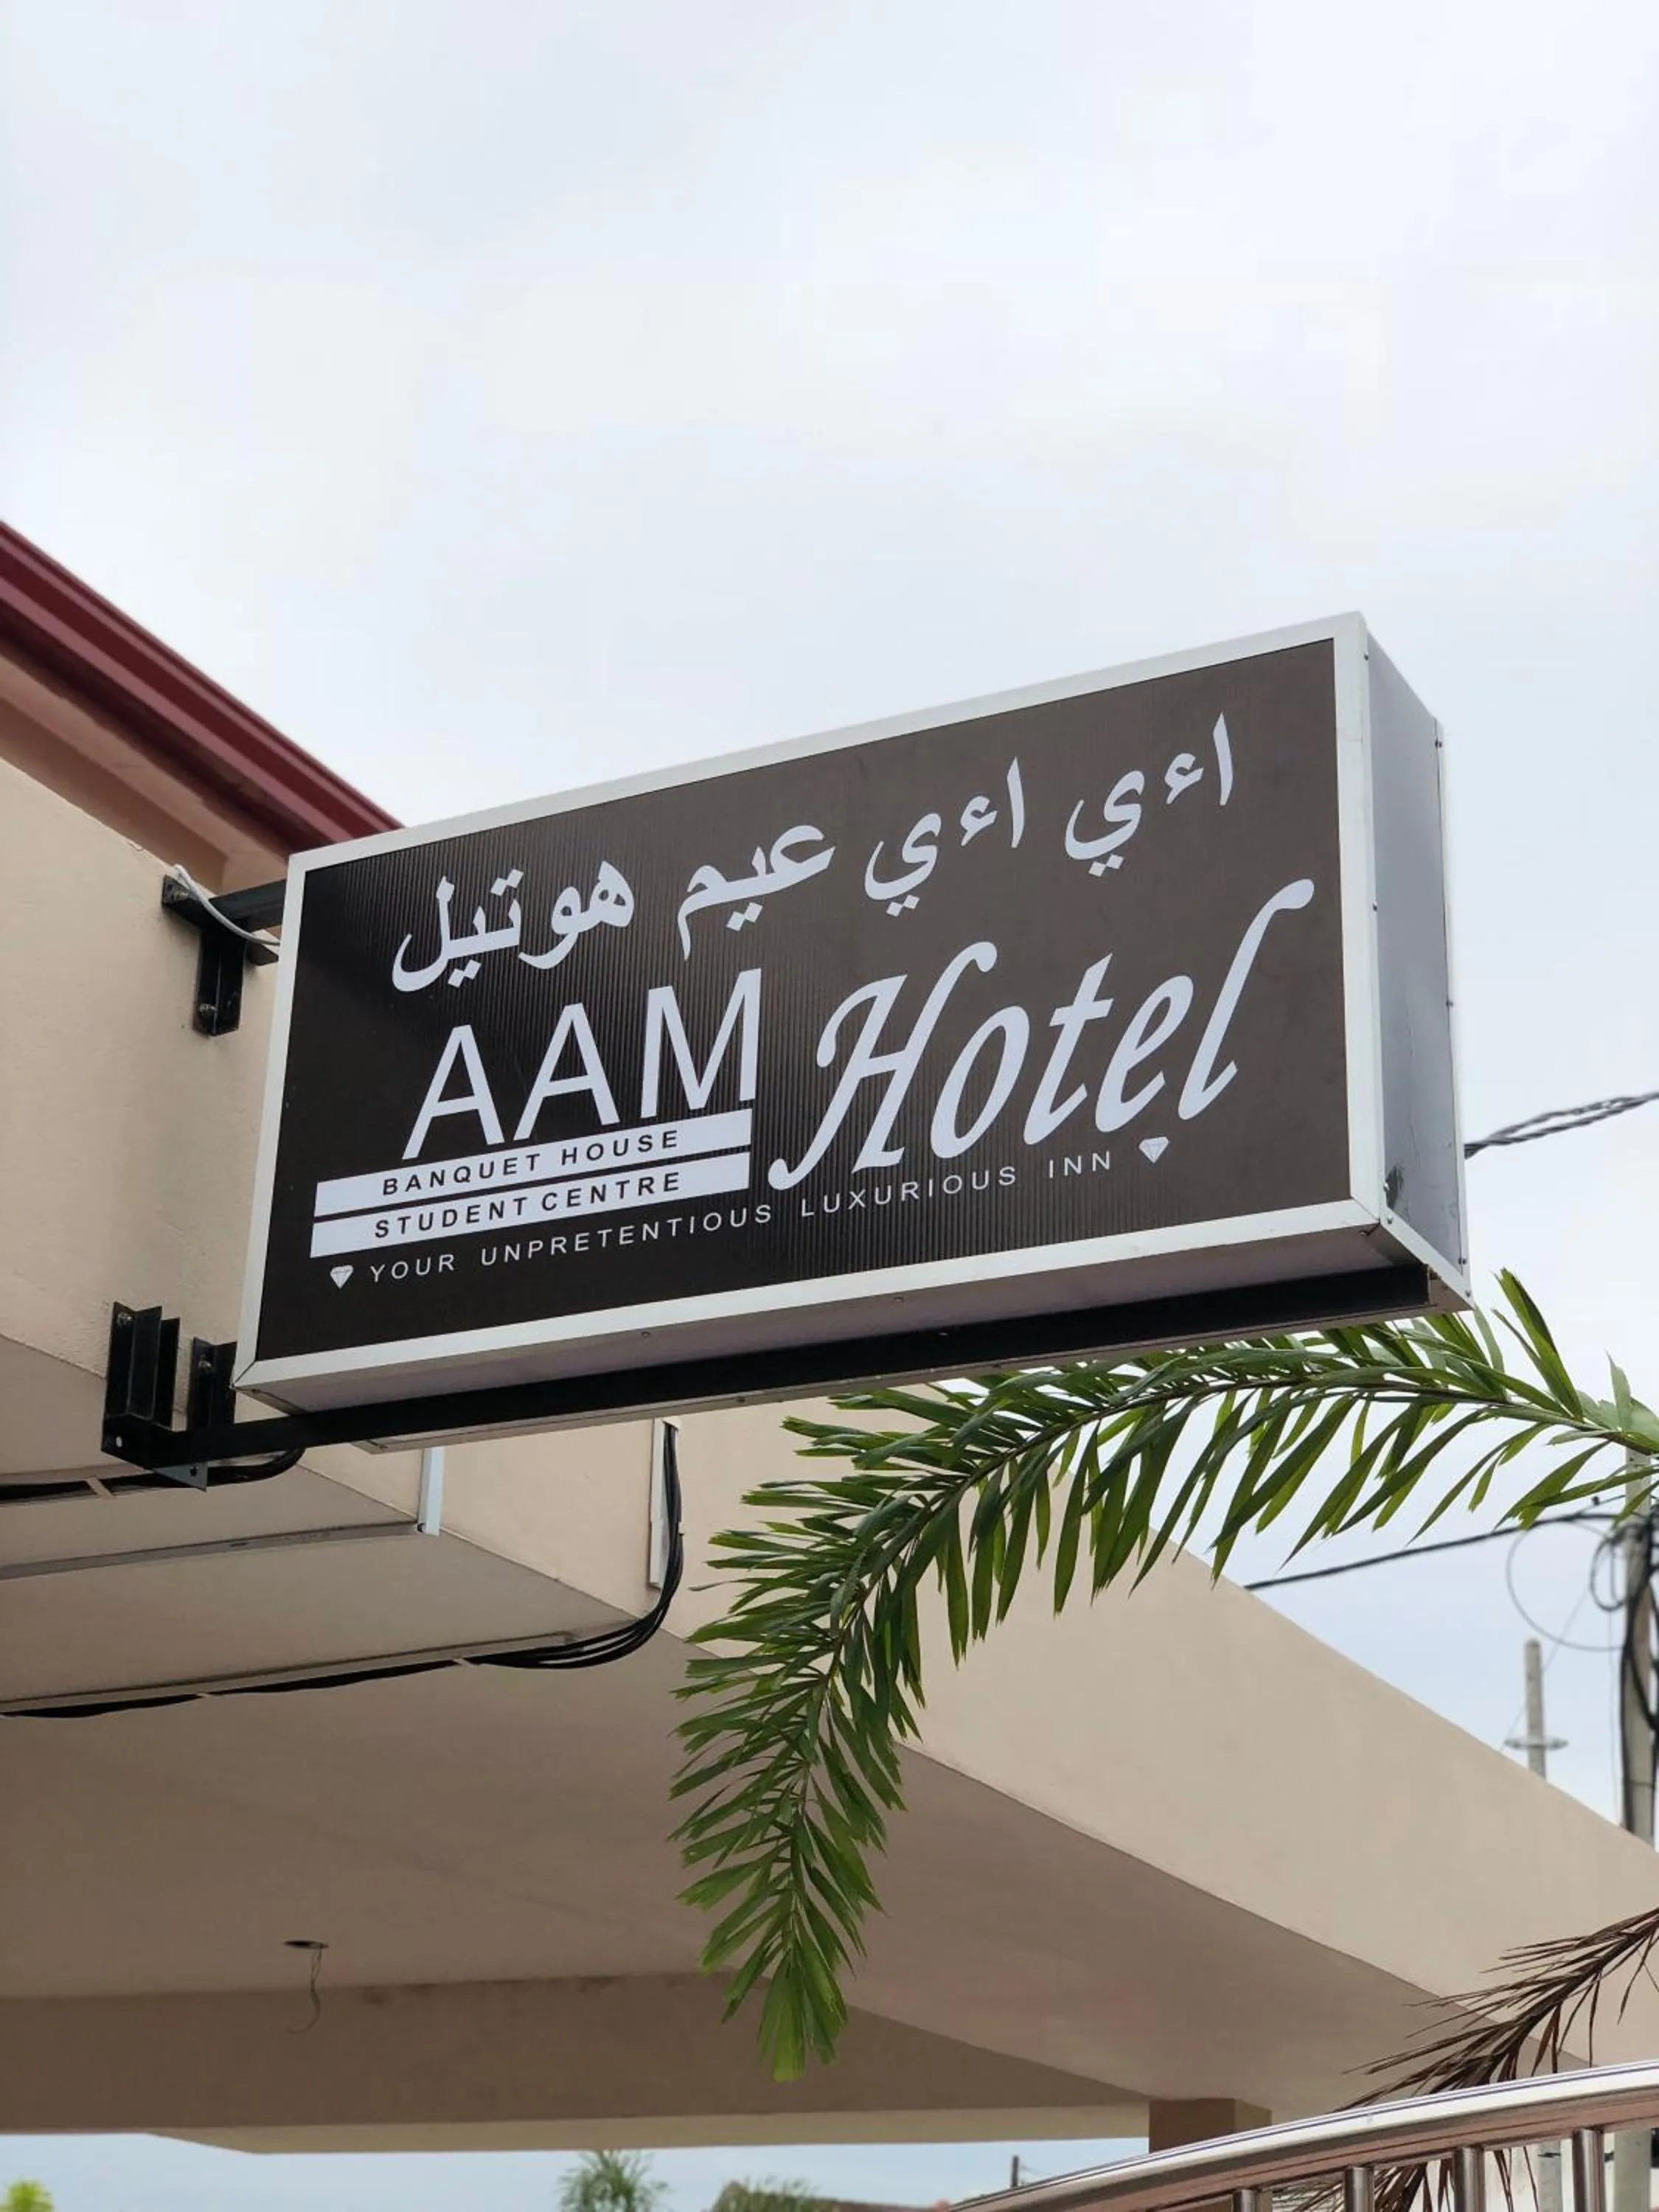 اءي اءي عيم هوتيل
AAM Hotel
BANQUET HOUSE
STUDENT CENTRE
YOUR UNPRETENTIOUS LUXURIOUS INN